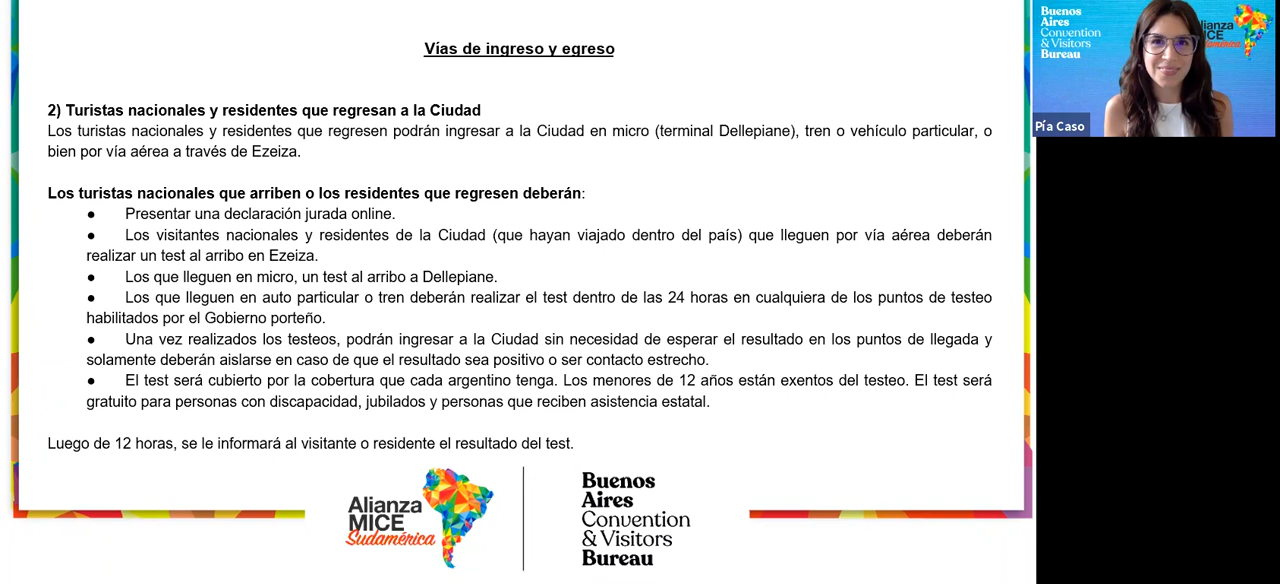 Vías de ingreso y egreso
2) Turistas nacionales y residentes que regresan a la Ciudad
Los turistas nacionales y residentes que regresen podrán ingresar a la Ciudad en micro (terminal Dellepiane), tren o vehículo particular, o
bien por vía aérea a través de Ezeiza.
Los turistas nacionales que arriben o los residentes que regresen deberán:
● Presentar una declaración jurada online.
● Los visitantes nacionales y residentes de la Ciudad (que hayan viajado dentro del país) que lleguen por vía aérea deberán
realizar un test al arribo en Ezeiza.
● Los que lleguen en micro, un test al arribo a Dellepiane.
● Los que lleguen en auto particular o tren deberán realizar el test dentro de las 24 horas en cualquiera de los puntos de testeo
habilitados por el Gobierno porteño.
● Una vez realizados los testeos, podrán ingresar a la Ciudad sin necesidad de esperar el resultado en los puntos de llegada y
solamente deberán aislarse en caso de que el resultado sea positivo o ser contacto estrecho.
● El test será cubierto por la cobertura que cada argentino tenga. Los menores de 12 años están exentos del testeo. El test será
gratuito para personas con discapacidad, jubilados y personas que reciben asistencia estatal.
Luego de 12 horas, se le informará al visitante o residente el resultado del test.
Alianza
MICE
Sudamérica
Buenos
Aires
Convention
& Visitors
Bureau
Buenos
Aires
Convention
& Visitors
Bureau
Pía Caso